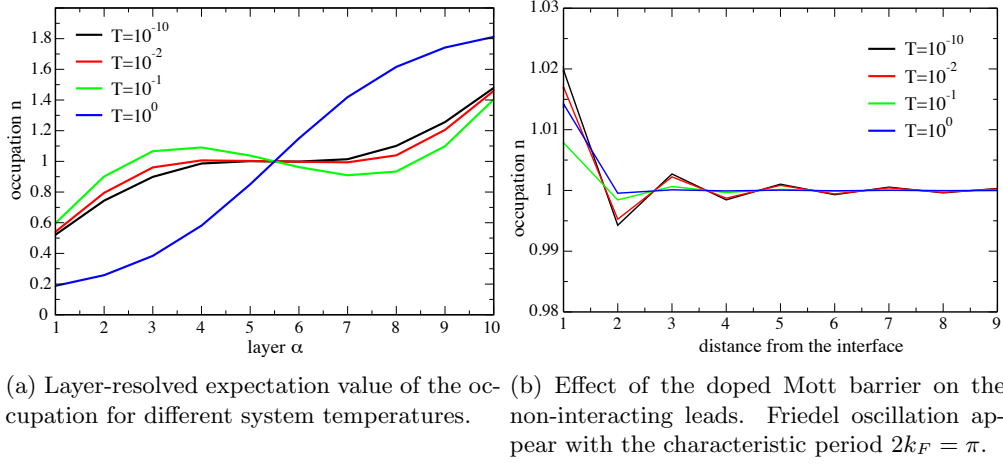 T=10^-10
T=10^-2
T=10^-1
T=10^0
occupation n
0
0.2
0.4
0.6
0.8
1
1.2
1.4
1.6
1.8
1 2 3 4 5 6 7 8 9 10
layer α
T=10^-10
T=10^-2
T=10^-1
T=10^0
occupation n
0.98
0.99
1
1.01
1.02
1.03
1 2 3 4 5 6 7 8 9
distance from the interface
(a) Layer-resolved expectation value of the oc-
cupation for different system temperatures.
(b) Effect of the doped Mott barrier on the
non-interacting leads. Friedel oscillation ap-
pear with the characteristic period 2k_F = π.